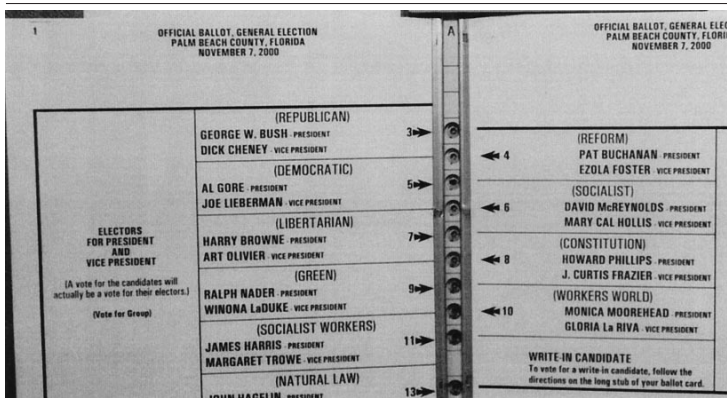 1
OFFICIAL BALLOT, GENERAL ELECTION
PALM BEACH COUNTY, FLORIDA
NOVEMBER 7, 2000
ELECTORS
FOR PRESIDENT
AND
VICE PRESIDENT
(A vote for the candidates will
actually be a vote for their electors.)
(Vote for Group)
(REPUBLICAN)
GEORGE W. BUSH - PRESIDENT
DICK CHENEY - VICE PRESIDENT
3
(DEMOCRATIC)
AL GORE - PRESIDENT
JOE LIEBERMAN - VICE PRESIDENT
5
(LIBERTARIAN)
HARRY BROWNE - PRESIDENT
ART OLIVIER - VICE PRESIDENT
7
(GREEN)
RALPH NADER - PRESIDENT
WINONA LaDUKE - VICE PRESIDENT
9
(SOCIALIST WORKERS)
JAMES HARRIS - PRESIDENT
MARGARET TROWE - VICE PRESIDENT
11
(NATURAL LAW)
JOHN HAGELIN - PRESIDENT
13
A
OFFICIAL BALLOT, GENERAL
PALM BEACH COUNTY,
NOVEMBER 7, 2000
(REFORM)
4 PAT BUCHANAN - PRESIDENT
EZOLA FOSTER - VICE PRESIDENT
(SOCIALIST)
6 DAVID McREYNOLDS - PRESIDENT
MARY CAL HOLLIS - VICE PRESIDENT
(CONSTITUTION)
8 HOWARD PHILLIPS - PRESIDENT
J. CURTIS FRAZIER - VICE PRESIDENT
(WORKERS WORLD)
10 MONICA MOOREHEAD - PRESIDENT
GLORIA La RIVA - VICE PRESIDENT
WRITE-IN CANDIDATE
To vote for a write-in candidate, follow the
directions on the long stub of your ballot card.